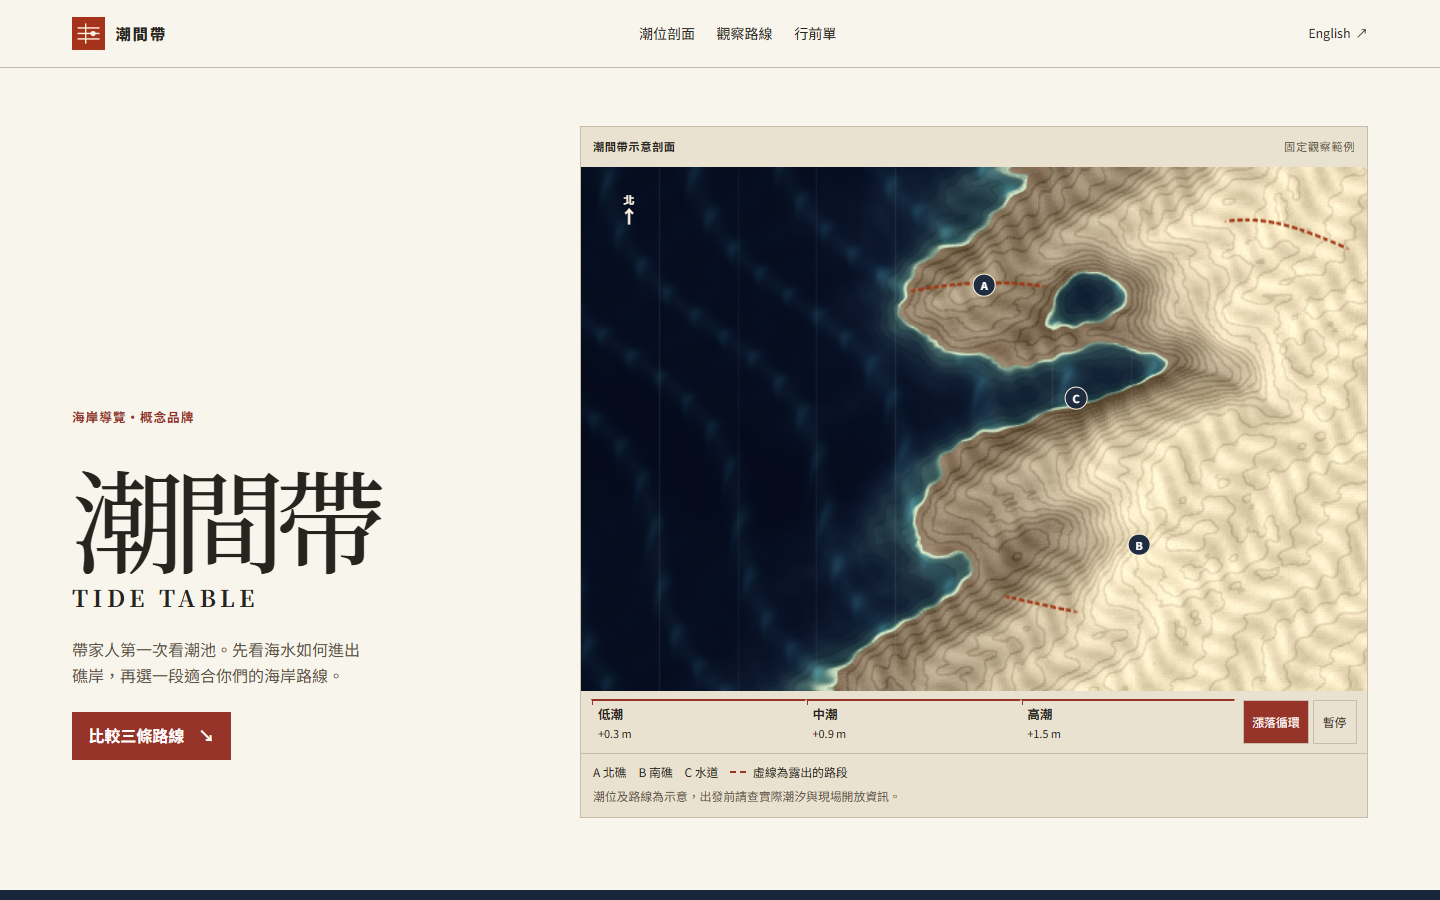 潮間帶
潮位剖面 觀察路線 行前單
English ↗
海岸導覽・概念品牌
潮間帶
TIDE TABLE
帶家人第一次看潮池。先看海水如何進出
礁岸，再選一段適合你們的海岸路線。
比較三條路線 ↘
潮間帶示意剖面
固定觀察範例
北
A
C
B
低潮 中潮 高潮
+0.3 m +0.9 m +1.5 m
漲落循環 暫停
A 北礁 B 南礁 C 水道 虛線為露出的路段
潮位及路線為示意，出發前請查實際潮汐與現場開放資訊。